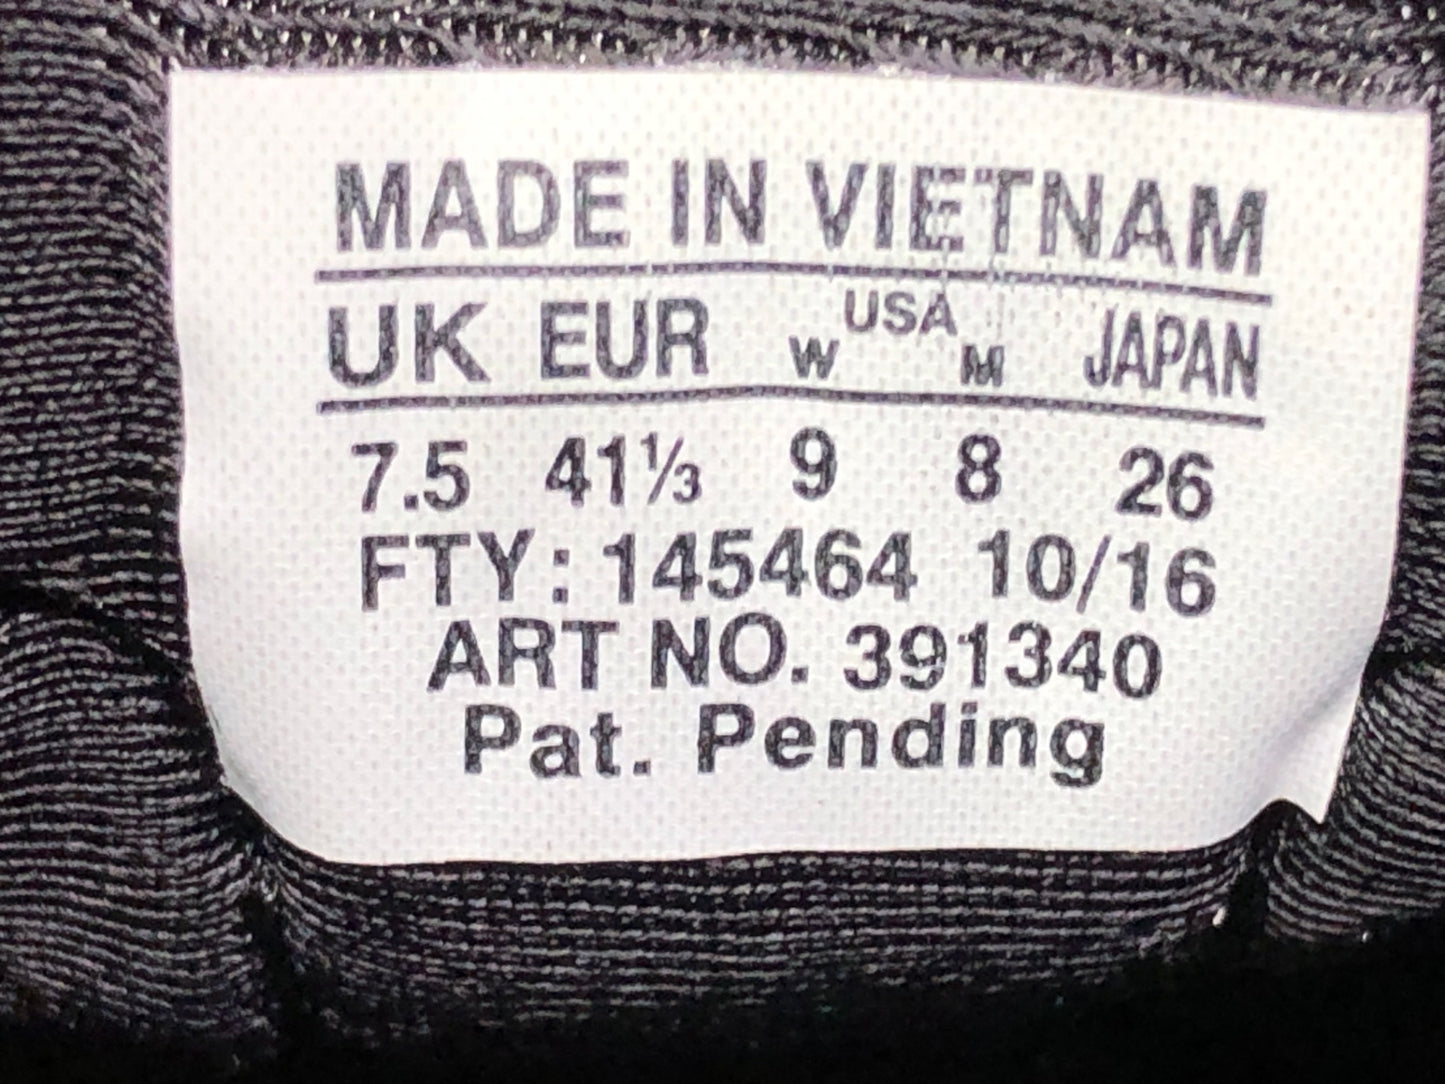 MADE IN VIETNAM
UK EUR W USA M JAPAN
7.5 41⅓ 9 8 26
FTY: 145464 10/16
ART NO. 391340
Pat. Pending